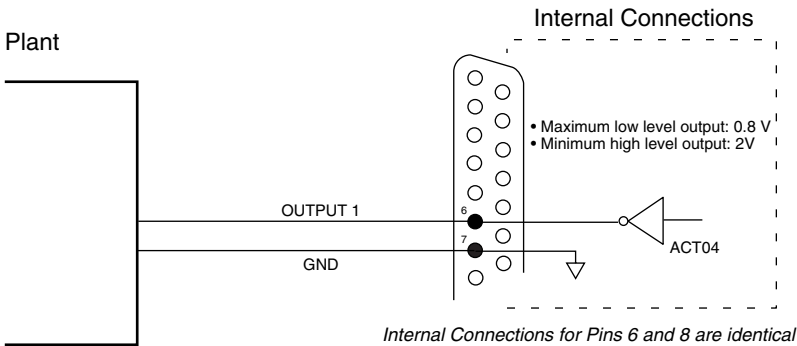 Internal Connections
Plant
• Maximum low level output: 0.8 V
• Minimum high level output: 2V
OUTPUT 1
6
ACT04
7
GND
Internal Connections for Pins 6 and 8 are identical